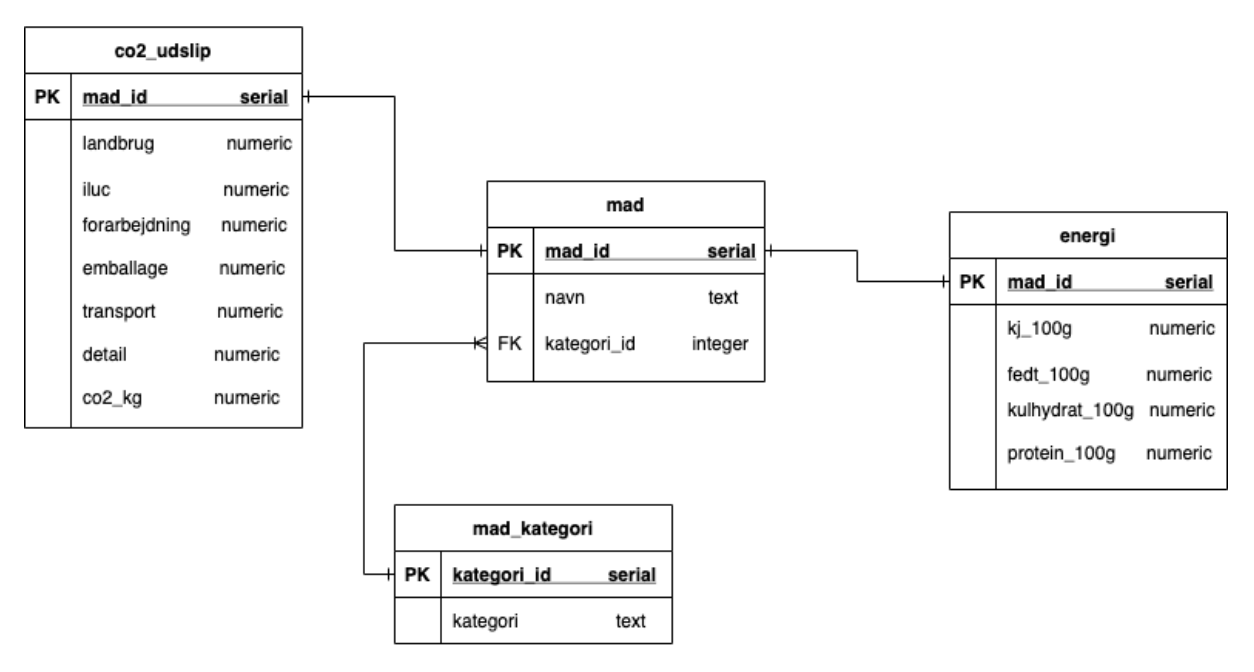 co2_udslip
PK mad_id serial
landbrug numeric
iluc numeric
forarbejdning numeric
emballage numeric
transport numeric
detail numeric
co2_kg numeric
mad
PK mad_id serial
navn text
FK kategori_id integer
energi
PK mad_id serial
kj_100g numeric
fedt_100g numeric
kulhydrat_100g numeric
protein_100g numeric
mad_kategori
PK kategori_id serial
kategori text